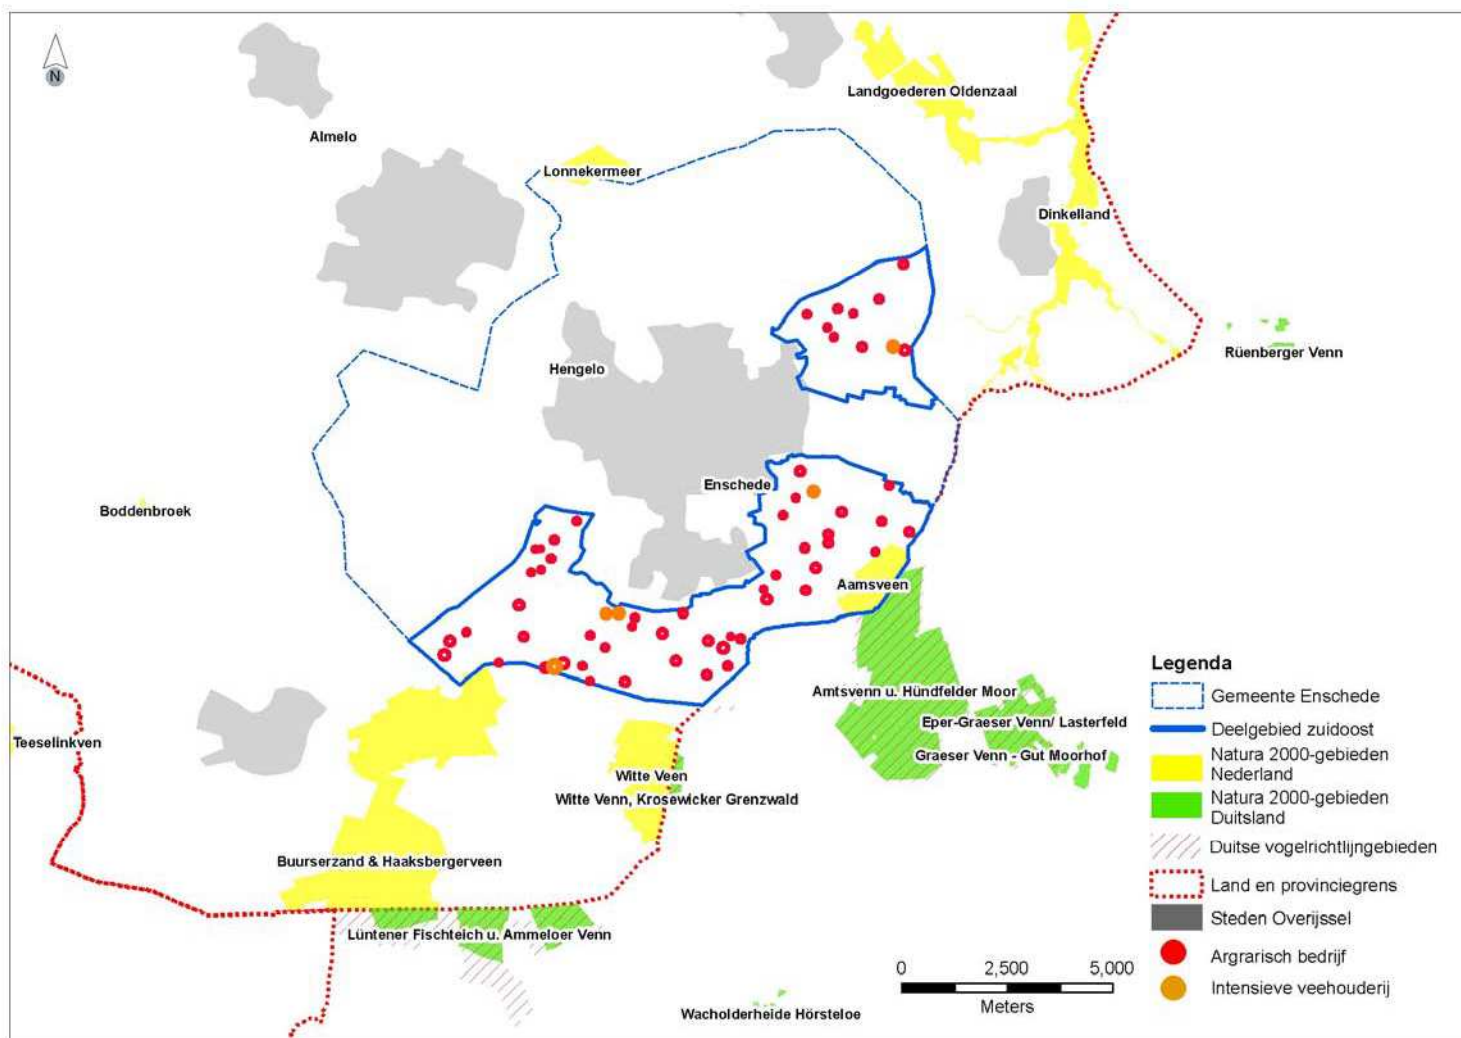 N
Almelo
Landgoederen Oldenzaal
Lonnekermeer
Dinkelland
Rüenberger Venn
Hengelo
Enschede
Boddenbroek
Aamsveen
Amtsvenn u. Hündfelder Moor
Eper-Graeser Venn/ Lasterfeld
Graeser Venn - Gut Moorhof
Teeselinkven
Witte Veen
Witte Venn, Krosewicker Grenzwald
Buurserzand & Haaksbergerveen
Lüntener Fischteich u. Ammeloer Venn
Wacholderheide Hörsteloe
Legenda
Gemeente Enschede
Deelgebied zuidoost
Natura 2000-gebieden
Nederland
Natura 2000-gebieden
Duitsland
Duitse vogelrichtlijngebieden
Land en provinciegrens
Steden Overijssel
Argrarisch bedrijf
Intensieve veehouderij
0 2,500 5,000
Meters